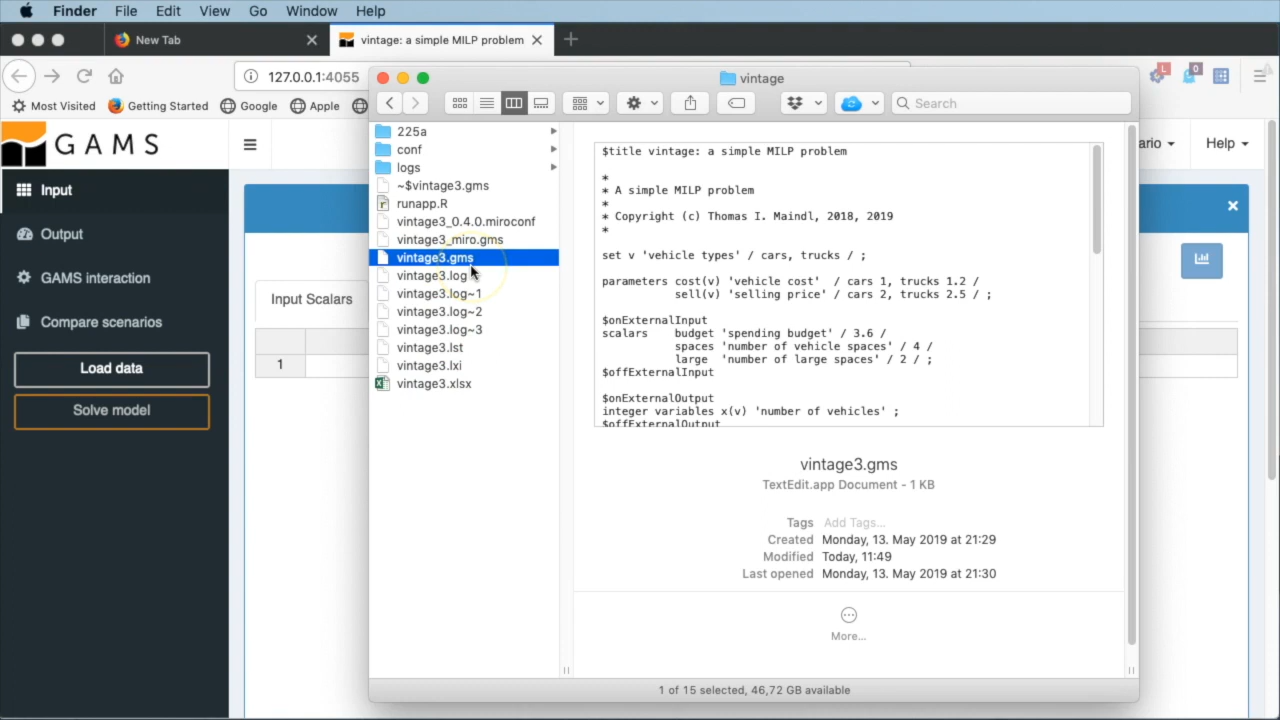 Finder File Edit View Go Window Help
New Tab
vintage: a simple MILP problem
127.0.0.1:4055
Most Visited
Getting Started
Google
Apple
vintage
Search
L
0
GAMS
ario
Help
Input
Output
GAMS interaction
Compare scenarios
Load data
Solve model
Input Scalars
1
225a
conf
logs
~$vintage3.gms
runapp.R
vintage3_0.4.0.miroconf
vintage3_miro.gms
vintage3.gms
vintage3.log
vintage3.log~1
vintage3.log~2
vintage3.log~3
vintage3.lst
vintage3.lxi
vintage3.xlsx
$title vintage: a simple MILP problem
*
* A simple MILP problem
*
* Copyright (c) Thomas I. Maindl, 2018, 2019
*
set v 'vehicle types' / cars, trucks / ;
parameters cost(v) 'vehicle cost' / cars 1, trucks 1.2 /
sell(v) 'selling price' / cars 2, trucks 2.5 / ;
$onExternalInput
scalars budget 'spending budget' / 3.6 /
spaces 'number of vehicle spaces' / 4 /
large 'number of large spaces' / 2 / ;
$offExternalInput
$onExternalOutput
integer variables x(v) 'number of vehicles' ;
$offExternalOutput
vintage3.gms
TextEdit.app Document - 1 KB
Tags Add Tags...
Created Monday, 13. May 2019 at 21:29
Modified Today, 11:49
Last opened Monday, 13. May 2019 at 21:30
More...
1 of 15 selected, 46,72 GB available